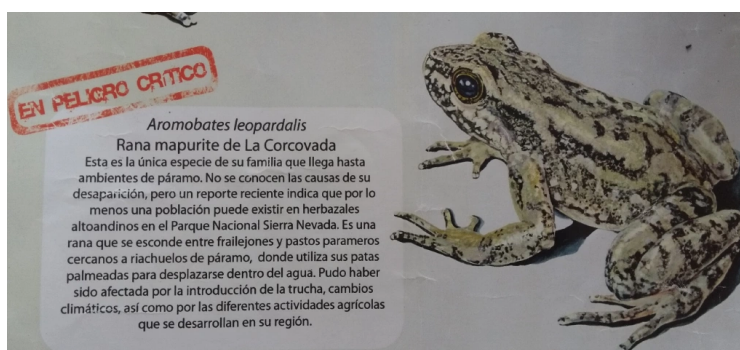 EN PELIGRO CRITICO
Aromobates leopardalis
Rana mapurite de La Corcovada
Esta es la única especie de su familia que llega hasta
ambientes de páramo. No se conocen las causas de su
desaparición, pero un reporte reciente indica que por lo
menos una población puede existir en herbazales
altoandinos en el Parque Nacional Sierra Nevada. Es una
rana que se esconde entre frailejones y pastos parameros
cercanos a riachuelos de páramo, donde utiliza sus patas
palmeadas para desplazarse dentro del agua. Pudo haber
sido afectada por la introducción de la trucha, cambios
climáticos, así como por las diferentes actividades agrícolas
que se desarrollan en su región.